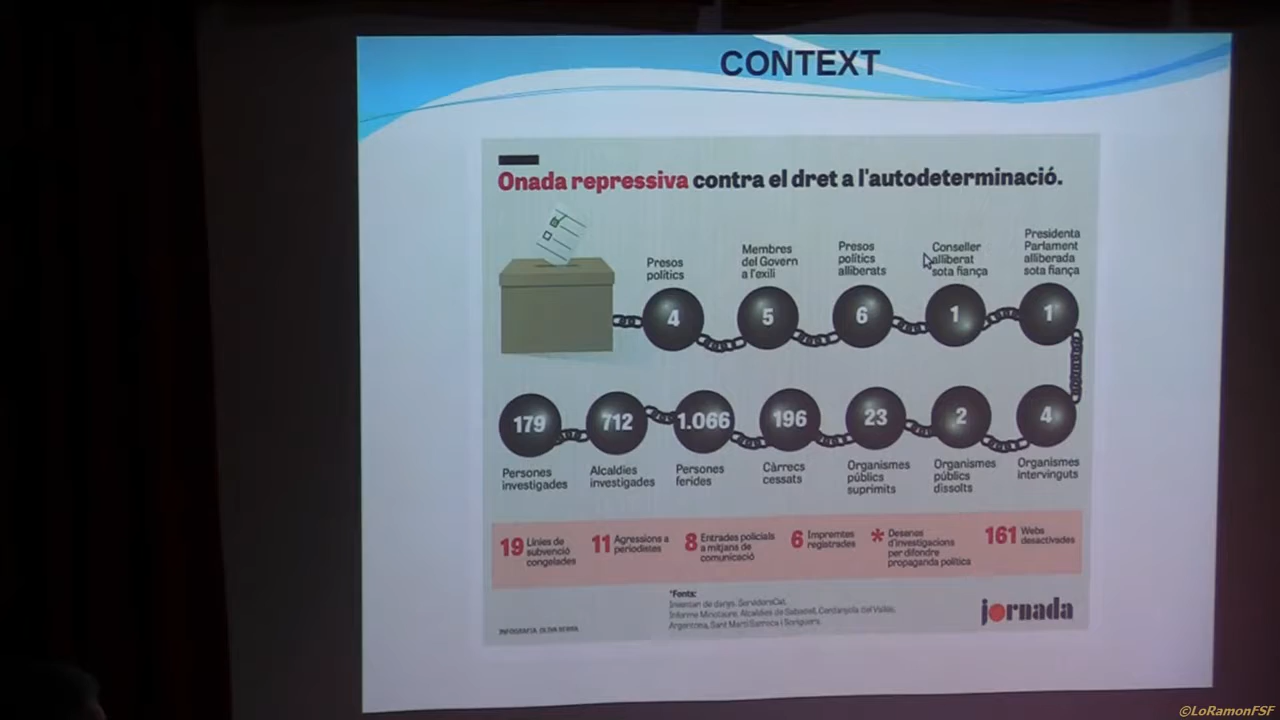 CONTEXT
Onada repressiva contra el dret a l'autodeterminació.
Presos
polítics
4
Membres
del Govern
a l'exili
5
Presos
polítics
alliberats
6
Conseller
alliberat
sota fiança
1
Presidenta
Parlament
alliberada
sota fiança
1
179
Persones
investigades
712
Alcaldies
investigades
1.066
Persones
ferides
196
Càrrecs
cessats
23
Organismes
públics
suprimits
2
Organismes
públics
dissolts
4
Organismes
intervinguts
19 Línies de
subvenció
congelades
11 Agressions a
periodistes
8 Entrades policials
a mitjans de
comunicació
6 Impremtes
registrades
* Desenes
d'investigacions
per difondre
propaganda política
161 Webs
desactivades
*Fonts:
Inventari de danys. ServidorsCat.
Informe Minotaure. Alcaldies de Sabadell, Cerdanyola del Vallès,
Argentona, Sant Martí Sarroca i Soriguera.
INFOGRAFIA
jornada
©LoRamonFSF